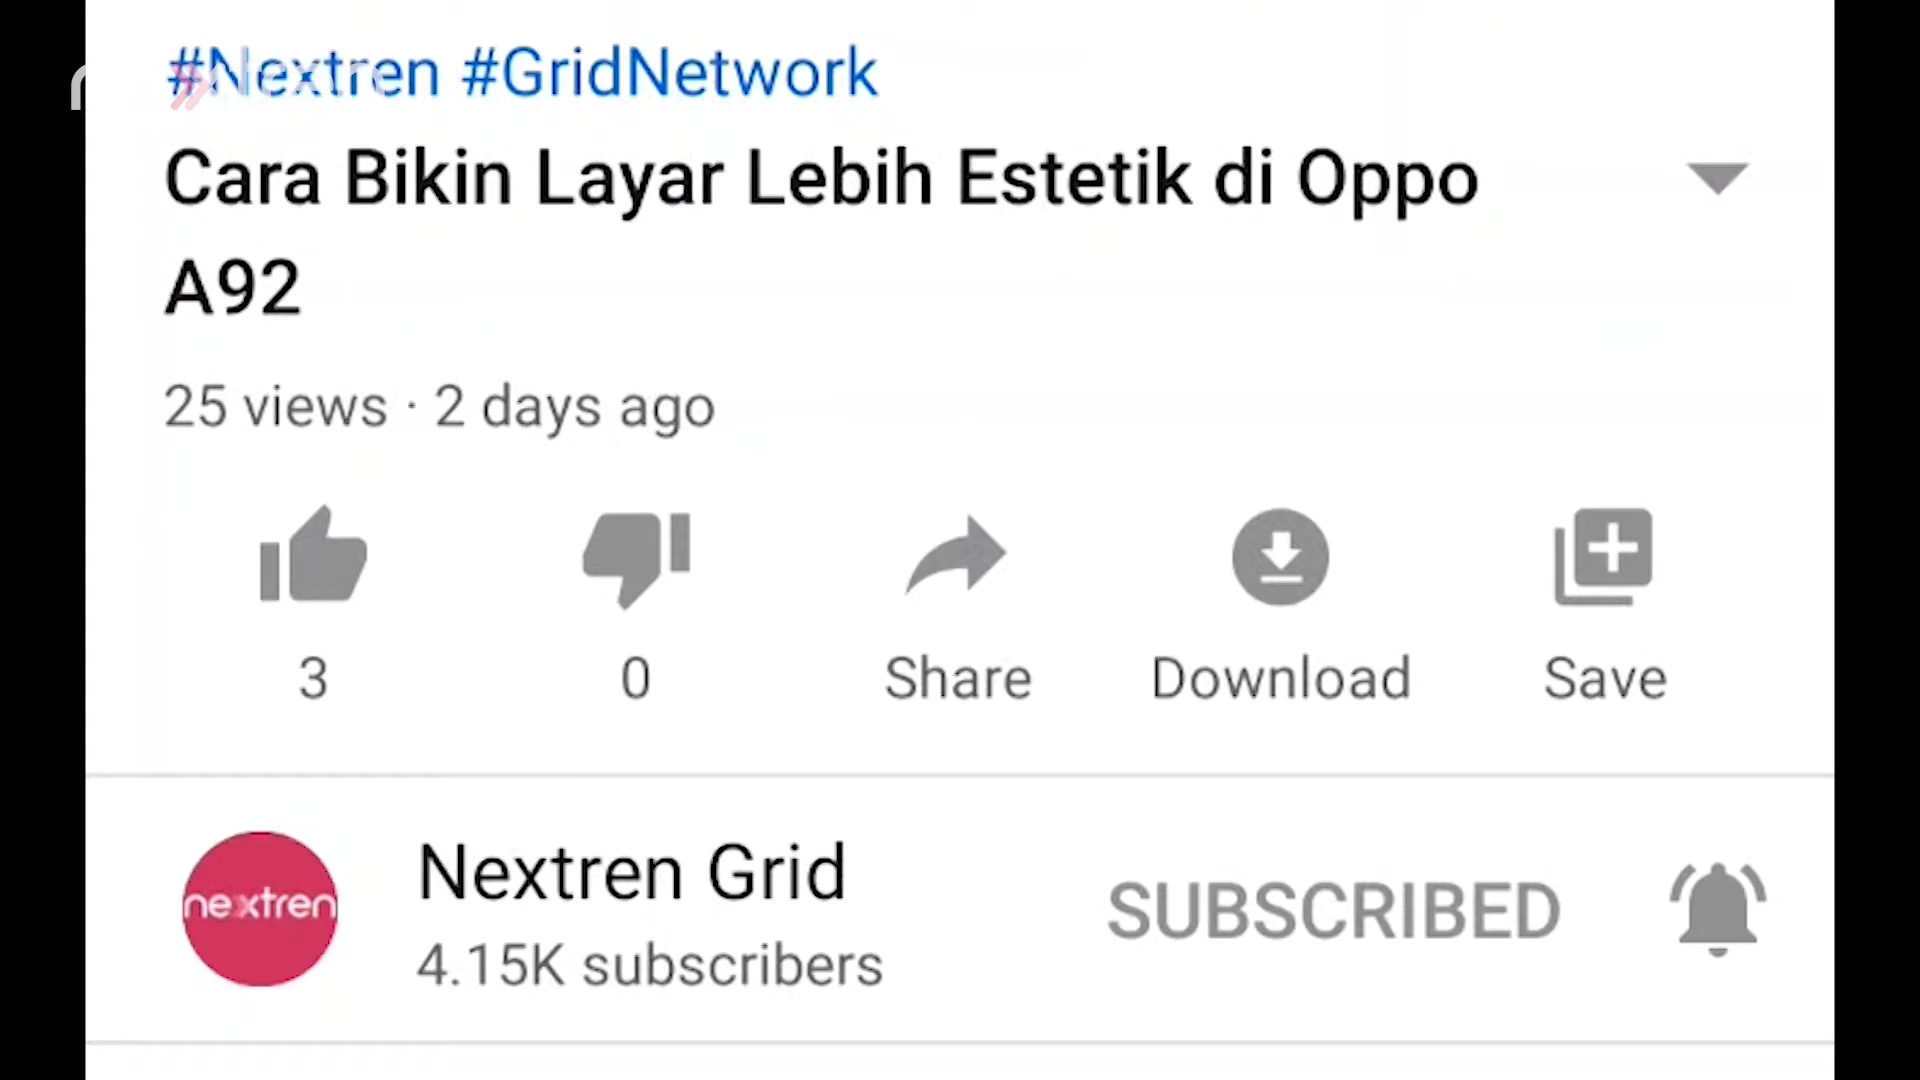 #Nextren #GridNetwork
Cara Bikin Layar Lebih Estetik di Oppo
A92
25 views · 2 days ago
3
0
Share
Download
Save
nextren
Nextren Grid
4.15K subscribers
SUBSCRIBED